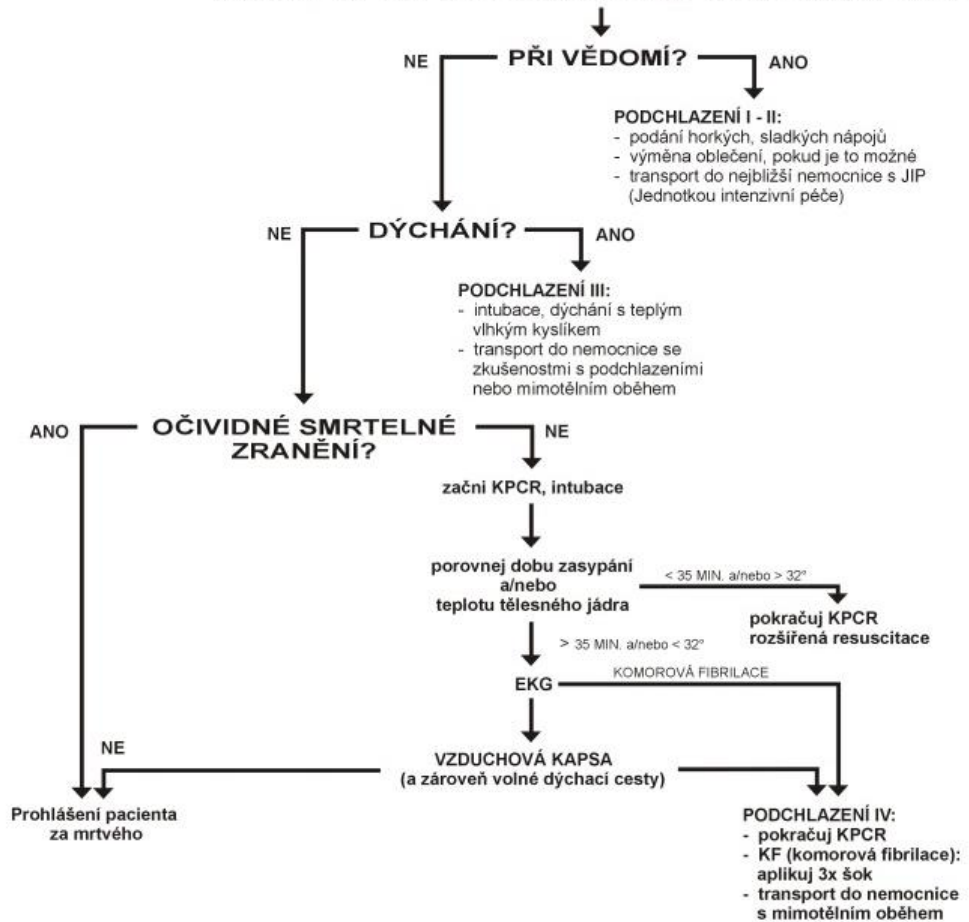 PŘI VĚDOMÍ?
NE
ANO
PODCHLAZENÍ I - II:
- podání horkých, sladkých nápojů
- výměna oblečení, pokud je to možné
- transport do nejbližší nemocnice s JIP
(Jednotkou intenzivní péče)
NE
DÝCHÁNÍ?
ANO
PODCHLAZENÍ III:
- intubace, dýchání s teplým
vlhkým kyslíkem
- transport do nemocnice se
zkušenostmi s podchlazeními
nebo mimotělním oběhem
ANO
OČIVIDNÉ SMRTELNÉ
ZRANĚNÍ?
NE
začni KPCR, intubace
porovnej dobu zasypání
a/nebo
teplotu tělesného jádra
< 35 MIN. a/nebo > 32°
pokračuj KPCR
rozšířená resuscitace
> 35 MIN. a/nebo < 32°
EKG
KOMOROVÁ FIBRILACE
NE
VZDUCHOVÁ KAPSA
(a zároveň volné dýchací cesty)
Prohlášení pacienta
za mrtvého
PODCHLAZENÍ IV:
- pokračuj KPCR
- KF (komorová fibrilace):
aplikuj 3x šok
- transport do nemocnice
s mimotělním oběhem